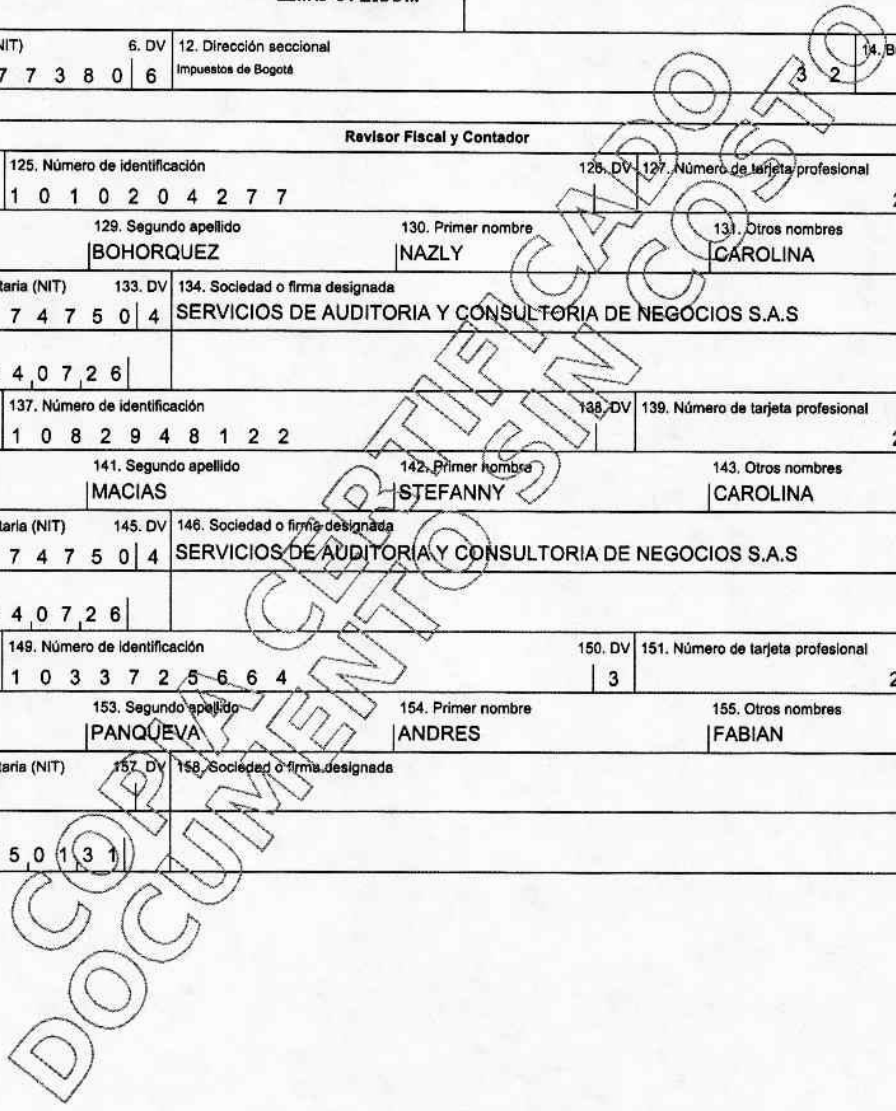 NIT) 6. DV 12. Dirección seccional 14. B
7 7 3 8 0 6 Impuestos de Bogotá 3 2
Revisor Fiscal y Contador
125. Número de identificación 126. DV 127. Número de tarjeta profesional
1 0 1 0 2 0 4 2 7 7 2
129. Segundo apellido 130. Primer nombre 131. Otros nombres
BOHORQUEZ NAZLY CAROLINA
taria (NIT) 133. DV 134. Sociedad o firma designada
7 4 7 5 0 4 SERVICIOS DE AUDITORIA Y CONSULTORIA DE NEGOCIOS S.A.S
4 0 7 2 6
137. Número de identificación 138. DV 139. Número de tarjeta profesional
1 0 8 2 9 4 8 1 2 2 2
141. Segundo apellido 142. Primer nombre 143. Otros nombres
MACIAS STEFANNY CAROLINA
taria (NIT) 145. DV 146. Sociedad o firma designada
7 4 7 5 0 4 SERVICIOS DE AUDITORIA Y CONSULTORIA DE NEGOCIOS S.A.S
4 0 7 2 6
149. Número de identificación 150. DV 151. Número de tarjeta profesional
1 0 3 3 7 2 5 6 6 4 3 2
153. Segundo apellido 154. Primer nombre 155. Otros nombres
PANQUEVA ANDRES FABIAN
taria (NIT) 157. DV 158. Sociedad o firma designada
5 0 1 3 1
COPIA CERTIFICADO
DOCUMENTO SIN COSTO